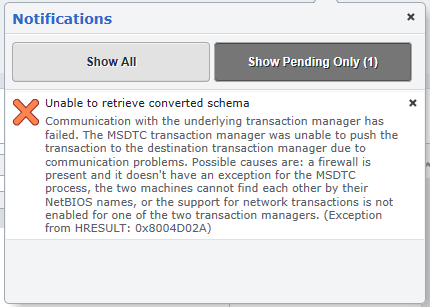 Notifications
Show All
Show Pending Only (1)
Unable to retrieve converted schema
Communication with the underlying transaction manager has
failed. The MSDTC transaction manager was unable to push the
transaction to the destination transaction manager due to
communication problems. Possible causes are: a firewall is
present and it doesn't have an exception for the MSDTC
process, the two machines cannot find each other by their
NetBIOS names, or the support for network transactions is not
enabled for one of the two transaction managers. (Exception
from HRESULT: 0x8004D02A)